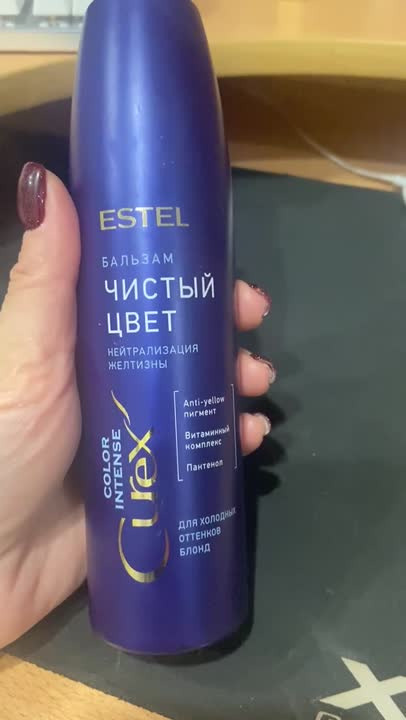 ESTEL
БАЛЬЗАМ
ЧИСТЫЙ
ЦВЕТ
НЕЙТРАЛИЗАЦИЯ
ЖЕЛТИЗНЫ
Anti-yellow
пигмент
Витаминный
комплекс
Пантенол
COLOR
INTENSE
Curex
ДЛЯ ХОЛОДНЫХ
ОТТЕНКОВ
БЛОНД
X